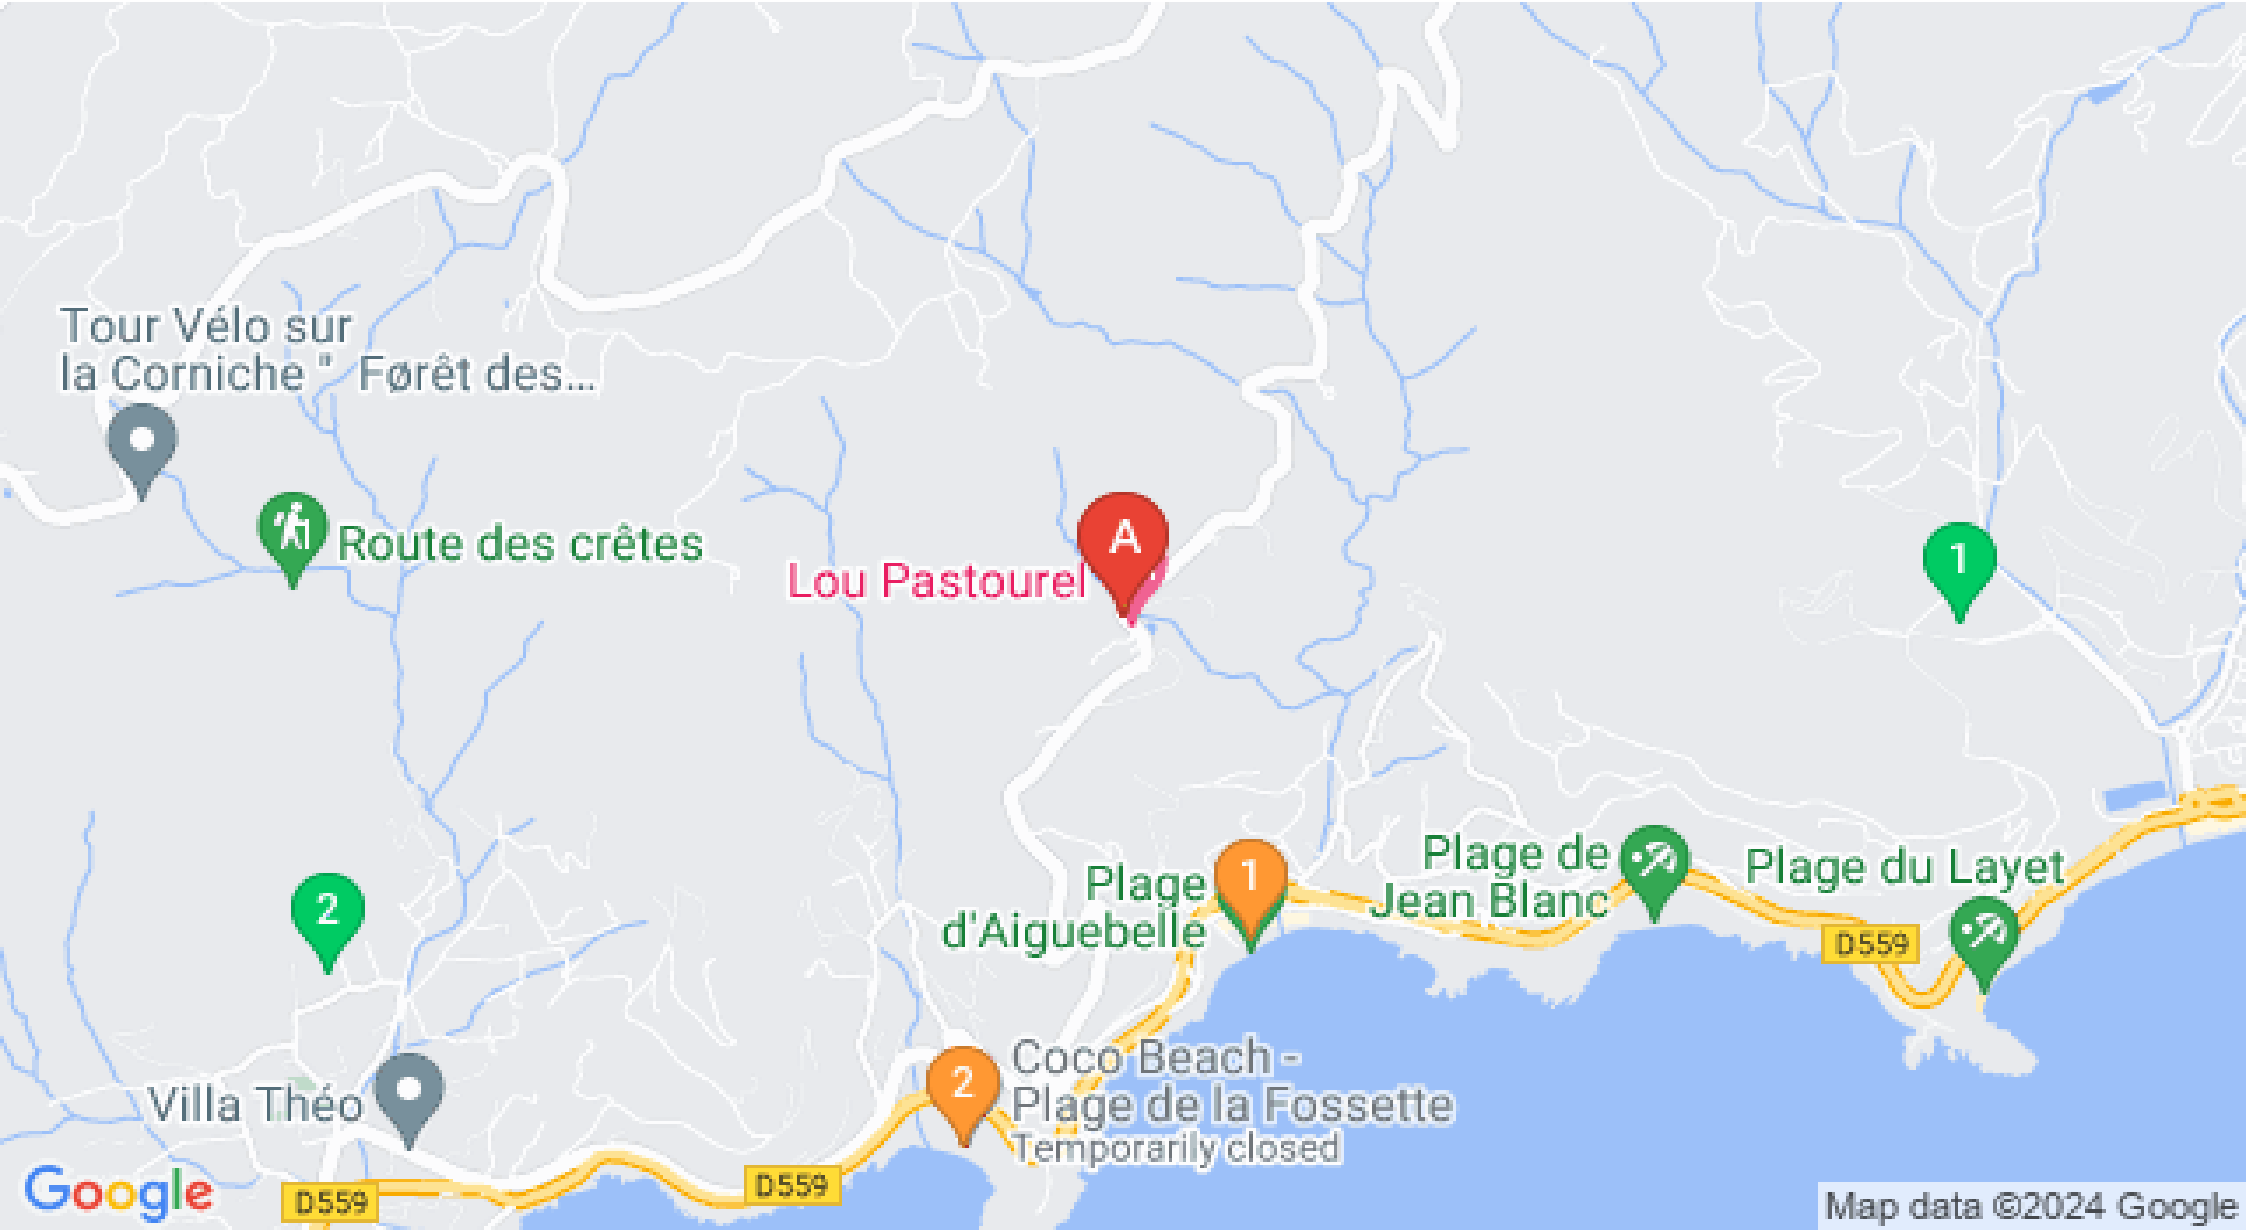 Tour Vélo sur
la Corniche " Førêt des...
Route des crêtes
A
Lou Pastourel
1
2
Plage
d'Aiguebelle
1
Plage de
Jean Blanc
Plage du Layet
D559
Villa Théo
2
Coco Beach -
Plage de la Fossette
Temporarily closed
D559
D559
Google
Map data ©2024 Google